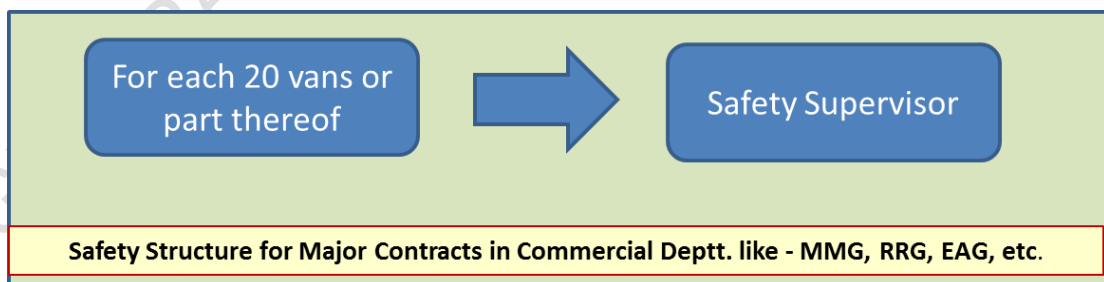 For each 20 vans or
part thereof
Safety Supervisor
Safety Structure for Major Contracts in Commercial Deptt. like - MMG, RRG, EAG, etc.